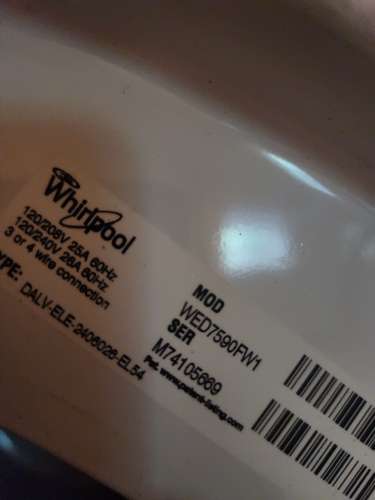 Whirlpool
120/208V 25A 60Hz
120/240V 26A 60Hz
3 or 4 wire connection
YPE: DALV-ELE-2406026-EL54
MOD
WED7590FW1
SER
M74105669
Pat. www.patent-listing.com